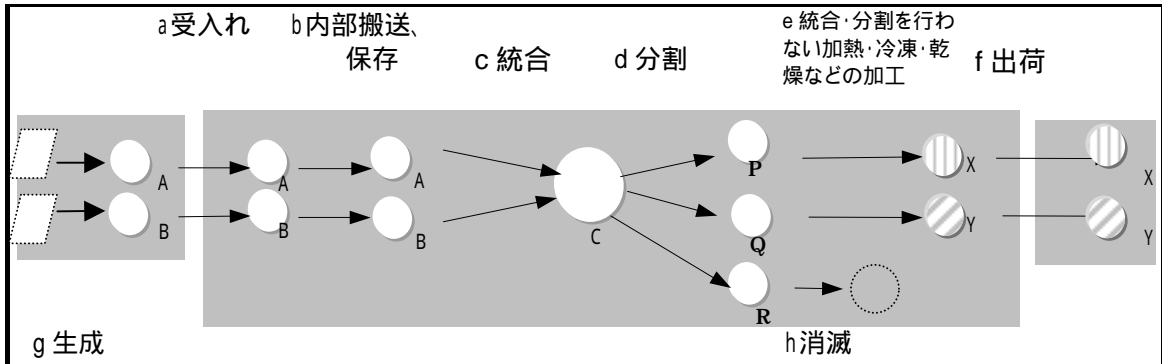 a受入れ
b内部搬送、
保存
c 統合
d 分割
e 統合・分割を行わ
ない加熱・冷凍・乾
燥などの加工
f 出荷
A
A
A
P
X
X
B
B
B
C
Q
Y
Y
R
g 生成
h消滅